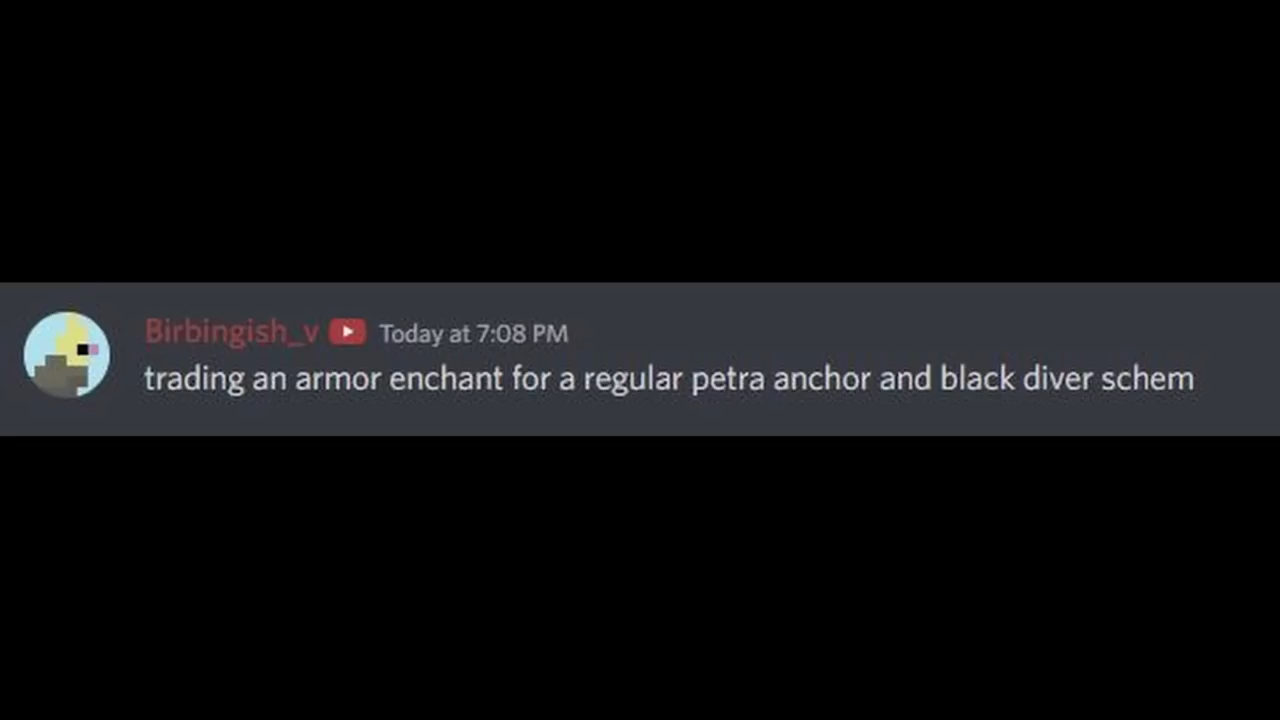 Birbingish_v Today at 7:08 PM
trading an armor enchant for a regular petra anchor and black diver schem